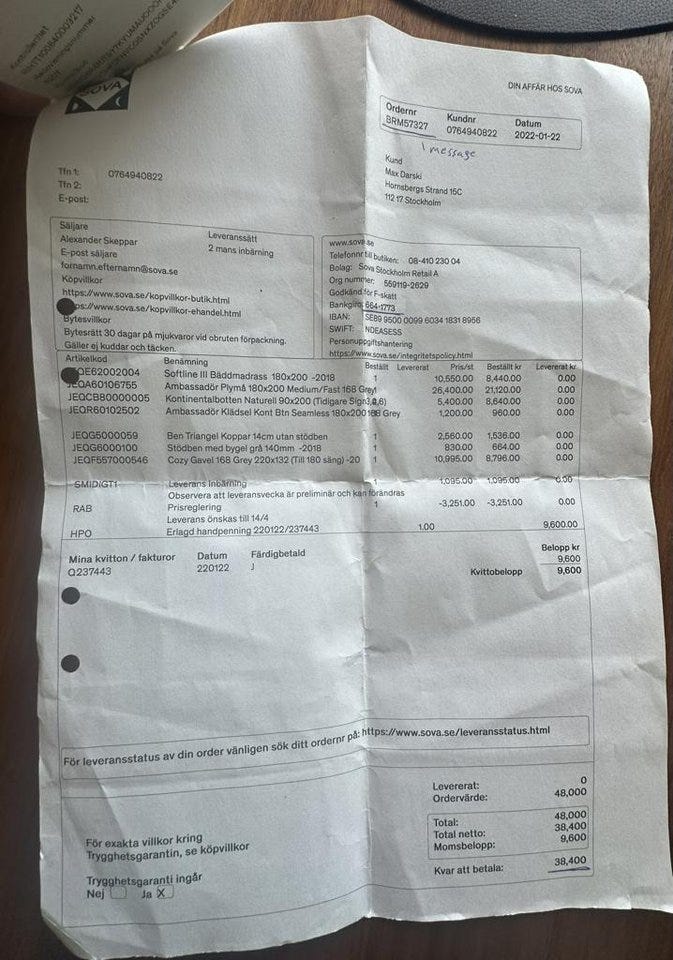 SOVA
DIN AFFÄR HOS SOVA
Ordernr Kundnr Datum
BRM57327 0764940822 2022-01-22
1 message
Kund
Max Darski
Hornsbergs Strand 15C
112 17 Stockholm
Tfn 1: 0764940822
Tfn 2:
E-post:
Säljare Leveranssätt
Alexander Skeppar 2 mans inbärning
E-post säljare
fornamn.efternamn@sova.se
Köpvillkor
https://www.sova.se/kopvillkor-butik.html
ps://www.sova.se/kopvillkor-ehandel.html
Bytesvillkor
Bytesrätt 30 dagar på mjukvaror vid obruten förpackning.
Gäller ej kuddar och täcken.
www.sova.se
Telefonnr till butiken: 08-410 230 04
Bolag: Sova Stockholm Retail A
Org nummer: 559119-2629
Godkänd för F-skatt
Bankgiro: 664-1773
IBAN: SE89 9500 0099 6034 1831 8956
SWIFT: NDEASESS
Personuppgiftshantering
https://www.sova.se/integritetspolicy.html
Artikelkod Benämning Beställt Levererat Pris/st Beställt kr Levererat kr
QE62002004 Softline III Bäddmadrass 180x200 -2018 1 10,550.00 8,440.00 0.00
JEQA60106755 Ambassadör Plymå 180x200 Medium/Fast 168 Grey 26,400.00 21,120.00 0.00
JEQCB80000005 Kontinentalbotten Naturell 90x200 (Tidigare Sign 5,400.00 8,640.00 0.00
JEQR60102502 Ambassadör Klädsel Kont Btn Seamless 180x200 168 Grey 1,200.00 960.00 0.00
JEQG5000059 Ben Triangel Koppar 14cm utan stödben 1 2,560.00 1,536.00 0.00
JEQG6000100 Stödben med bygel grå 140mm -2018 1 830.00 664.00 0.00
JEQF557000546 Cozy Gavel 168 Grey 220x132 (Till 180 säng) -20 1 10,995.00 8,796.00 0.00
SMIDIGT1 Leverans Inbärning 1 1,095.00 1,095.00 0.00
Observera att leveransvecka är preliminär och kan förändras
RAB Prisreglering 1 -3,251.00 -3,251.00 0.00
Leverans önskas till 14/4
HPO Erlagd handpenning 220122/237443 1.00 9,600.00
Mina kvitton / fakturor Datum Färdigbetald Belopp kr
Q237443 220122 J 9,600
Kvittobelopp 9,600
För leveransstatus av din order vänligen sök ditt ordernr på: https://www.sova.se/leveransstatus.html
Levererat: 0
Ordervärde: 48,000
Total: 48,000
Total netto: 38,400
Momsbelopp: 9,600
Kvar att betala: 38,400
För exakta villkor kring
Trygghetsgarantin, se köpvillkor
Trygghetsgaranti ingår
Nej Ja X